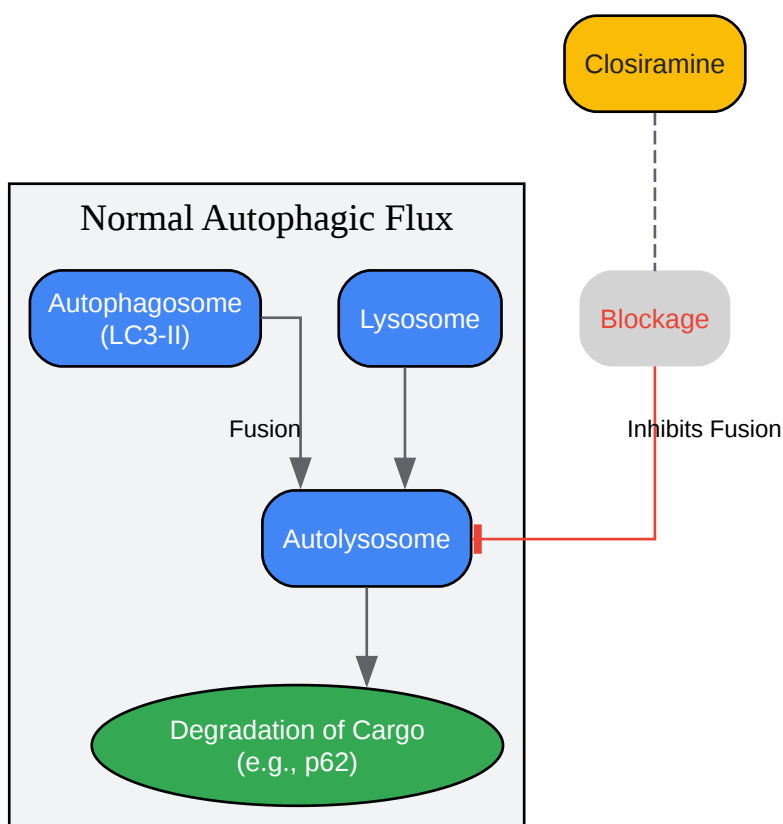 Closiramine
Normal Autophagic Flux
Autophagosome
(LC3-II)
Lysosome
Blockage
Fusion
Inhibits Fusion
Autolysosome
Degradation of Cargo
(e.g., p62)